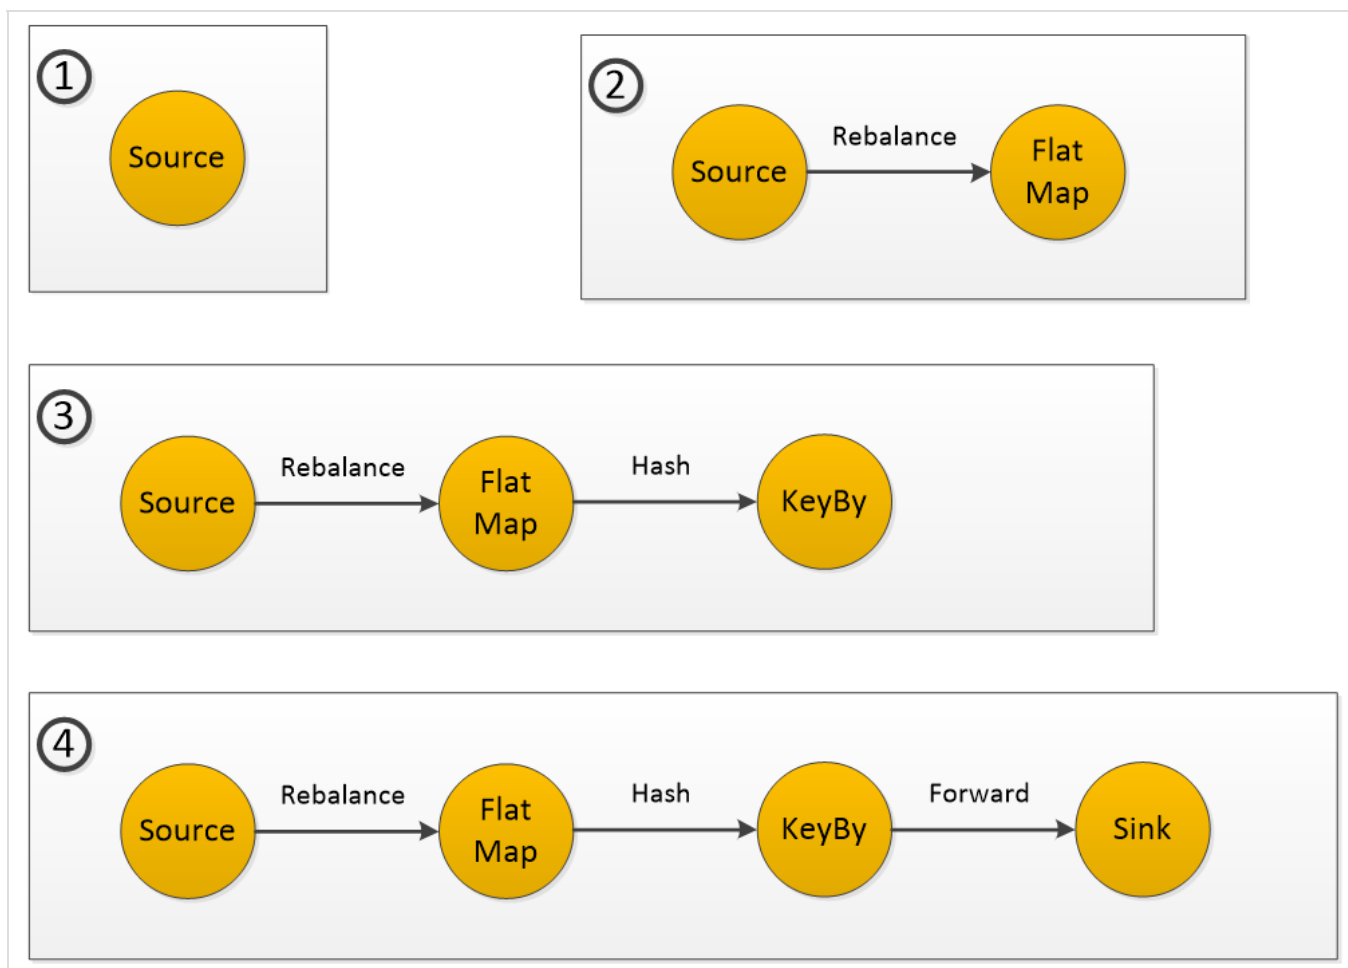 1
Source
2
Source
Rebalance
Flat
Map
3
Source
Rebalance
Flat
Map
Hash
KeyBy
4
Source
Rebalance
Flat
Map
Hash
KeyBy
Forward
Sink